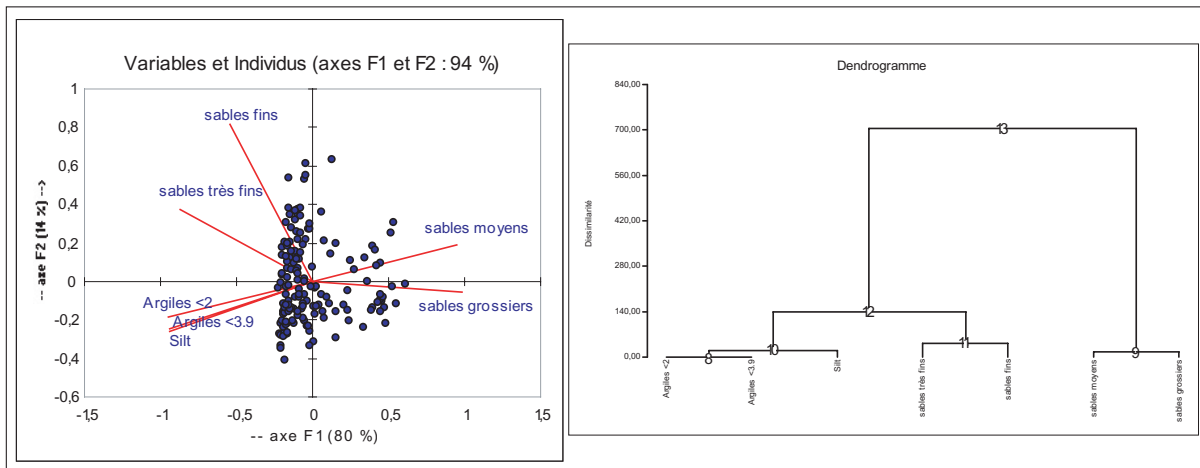 Variables et Individus (axes F1 et F2 : 94 %)
1
0,8
0,6
0,4
0,2
0
-0,2
-0,4
-0,6
-- axe F2 (14 %) -->
sables fins
sables très fins
sables moyens
Argiles <2
Argiles <3.9
Silt
sables grossiers
-1,5
-1
-0,5
0
0,5
1
1,5
-- axe F1 (80 %) --
Dendrogramme
840,00
700,00
560,00
420,00
280,00
140,00
0,00
Dissimilarité
13
12
11
10
9
8
Argiles <2
Argiles <3.9
Silt
sables très fins
sables fins
sables moyens
sables grossiers